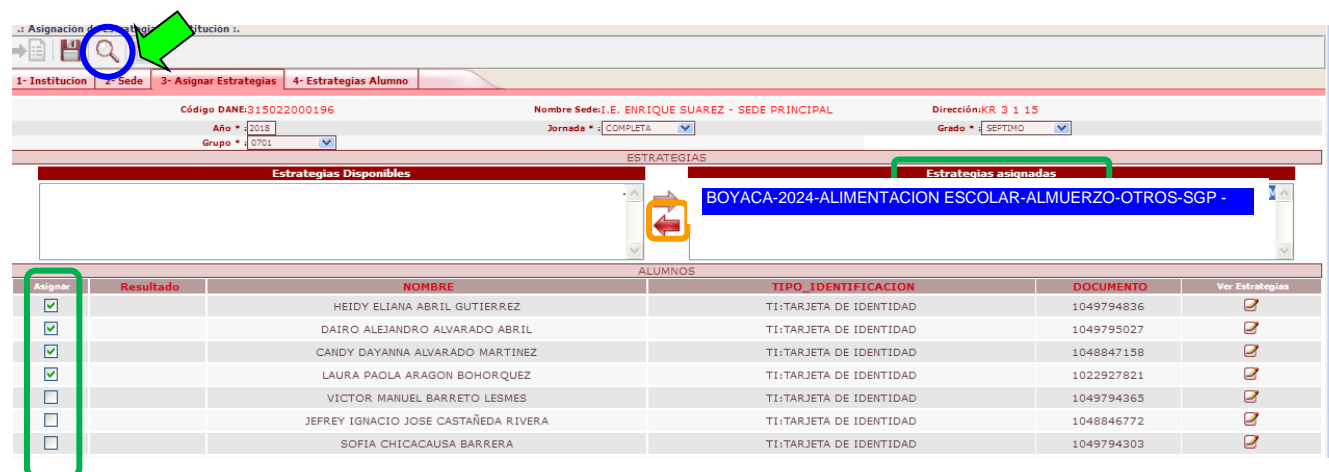 .: Asignación de Estrategia Institución :.
1- Institucion 2- Sede 3- Asignar Estrategias 4- Estrategias Alumno
Código DANE:315022000196 Nombre Sede:I.E. ENRIQUE SUAREZ - SEDE PRINCIPAL Dirección:KR 3 1 15
Año * : 2018 Jornada * : COMPLETA Grado * : SEPTIMO
Grupo * : 0701
ESTRATEGIAS
Estrategias Disponibles Estrategias asignadas
BOYACA-2024-ALIMENTACION ESCOLAR-ALMUERZO-OTROS-SGP -
ALUMNOS
Asignar Resultado NOMBRE TIPO_IDENTIFICACION DOCUMENTO Ver Estrategias
HEIDY ELIANA ABRIL GUTIERREZ TI:TARJETA DE IDENTIDAD 1049794836
DAIRO ALEJANDRO ALVARADO ABRIL TI:TARJETA DE IDENTIDAD 1049795027
CANDY DAYANNA ALVARADO MARTINEZ TI:TARJETA DE IDENTIDAD 1048847158
LAURA PAOLA ARAGON BOHORQUEZ TI:TARJETA DE IDENTIDAD 1022927821
VICTOR MANUEL BARRETO LESMES TI:TARJETA DE IDENTIDAD 1049794365
JEFREY IGNACIO JOSE CASTAÑEDA RIVERA TI:TARJETA DE IDENTIDAD 1048846772
SOFIA CHICACAUSA BARRERA TI:TARJETA DE IDENTIDAD 1049794303